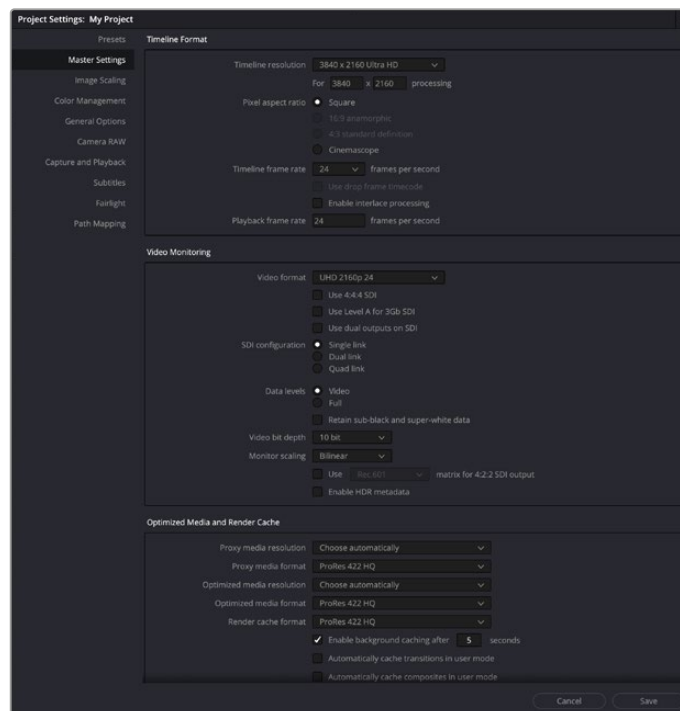 Project Settings: My Project
Presets
Master Settings
Image Scaling
Color Management
General Options
Camera RAW
Capture and Playback
Subtitles
Fairlight
Path Mapping
Timeline Format
Timeline resolution 3840 x 2160 Ultra HD
For 3840 x 2160 processing
Pixel aspect ratio Square
16:9 anamorphic
4:3 standard definition
Cinemascope
Timeline frame rate 24 frames per second
Use drop frame timecode
Enable interlace processing
Playback frame rate 24 frames per second
Video Monitoring
Video format UHD 2160p 24
Use 4:4:4 SDI
Use Level A for 3Gb SDI
Use dual outputs on SDI
SDI configuration Single link
Dual link
Quad link
Data levels Video
Full
Retain sub-black and super-white data
Video bit depth 10 bit
Monitor scaling Bilinear
Use Rec.601 matrix for 4:2:2 SDI output
Enable HDR metadata
Optimized Media and Render Cache
Proxy media resolution Choose automatically
Proxy media format ProRes 422 HQ
Optimized media resolution Choose automatically
Optimized media format ProRes 422 HQ
Render cache format ProRes 422 HQ
Enable background caching after 5 seconds
Automatically cache transitions in user mode
Automatically cache composites in user mode
Cancel Save